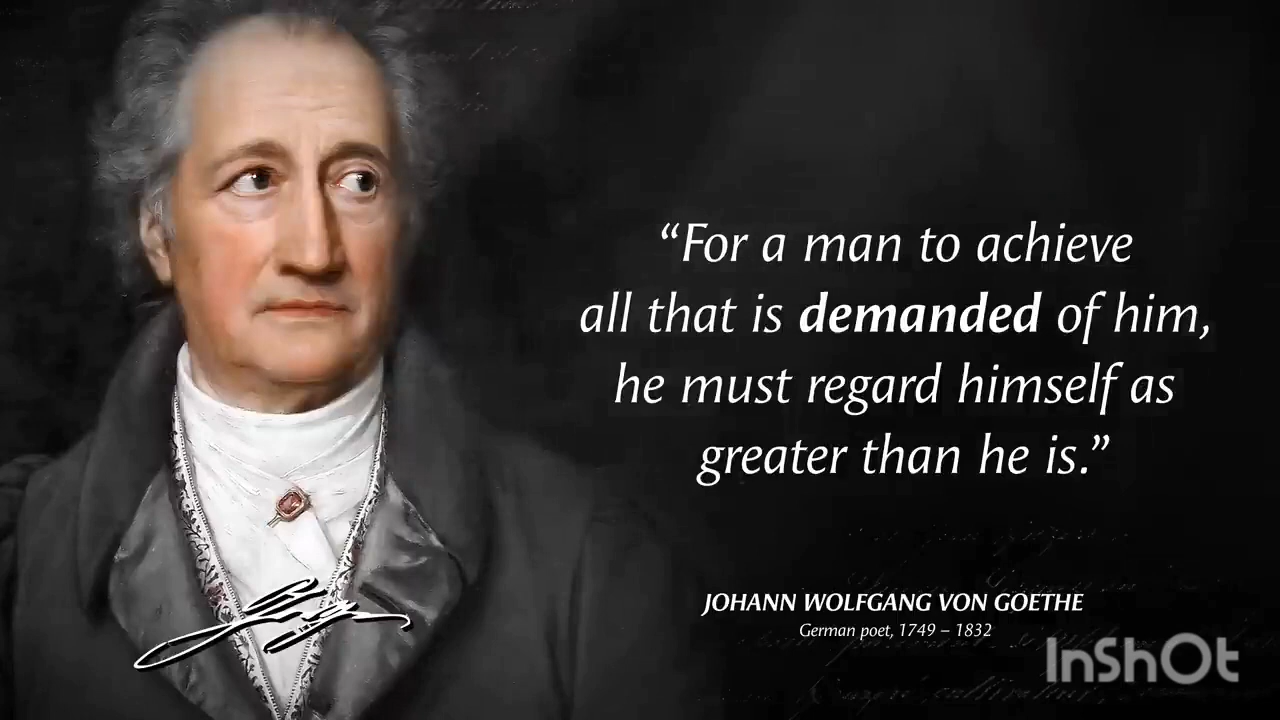 “For a man to achieve
all that is demanded of him,
he must regard himself as
greater than he is.”
JOHANN WOLFGANG VON GOETHE
German poet, 1749 – 1832
InShOt